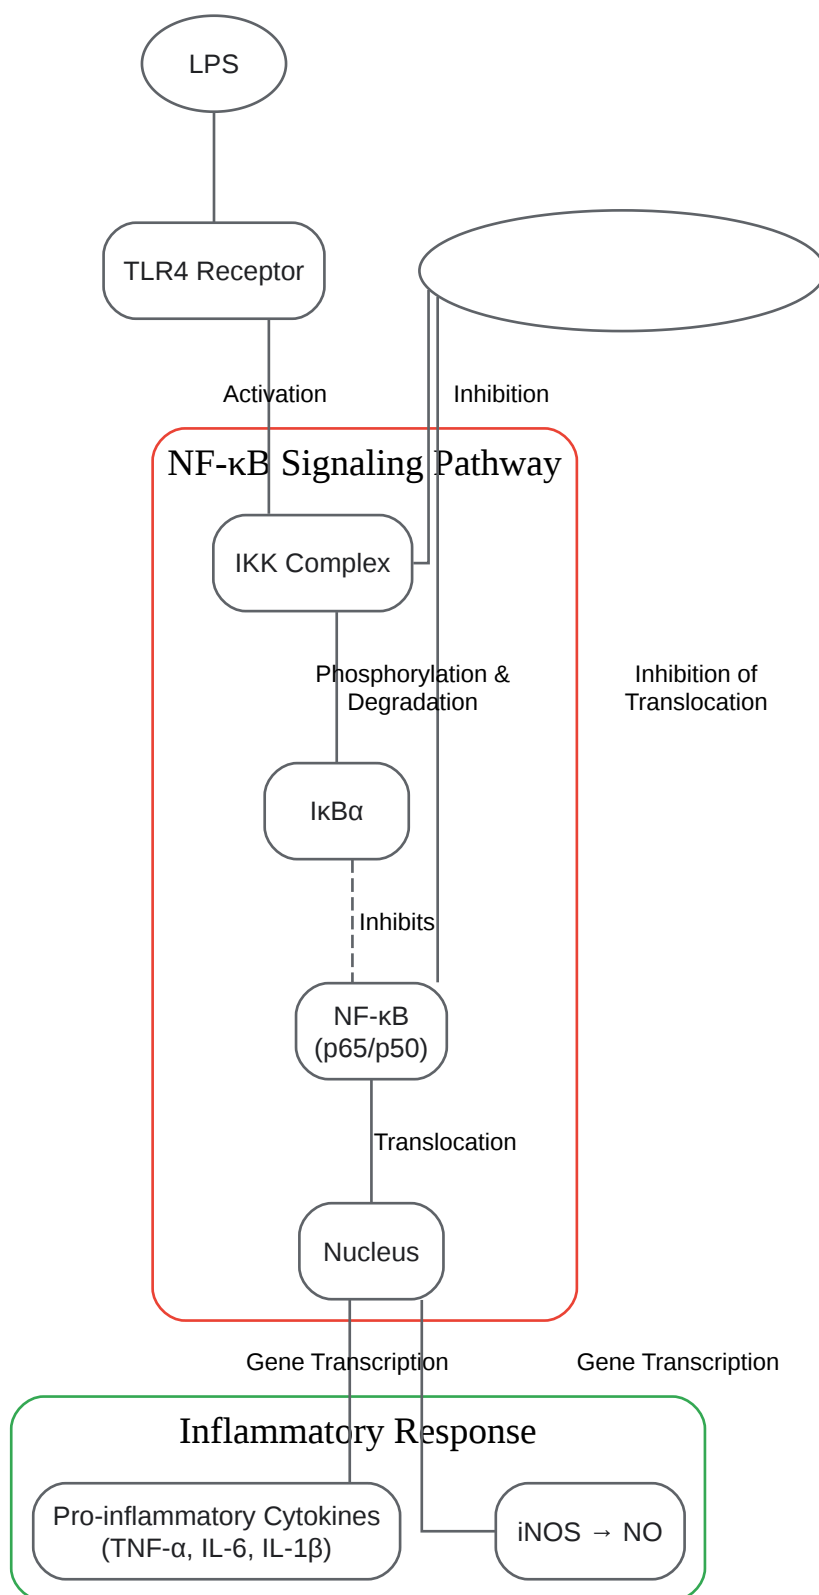 LPS
TLR4 Receptor
Activation
Inhibition
NF-κB Signaling Pathway
IKK Complex
Phosphorylation &
Degradation
Inhibition of
Translocation
IκBα
Inhibits
NF-κB
(p65/p50)
Translocation
Nucleus
Gene Transcription
Gene Transcription
Inflammatory Response
Pro-inflammatory Cytokines
(TNF-α, IL-6, IL-1β)
iNOS → NO